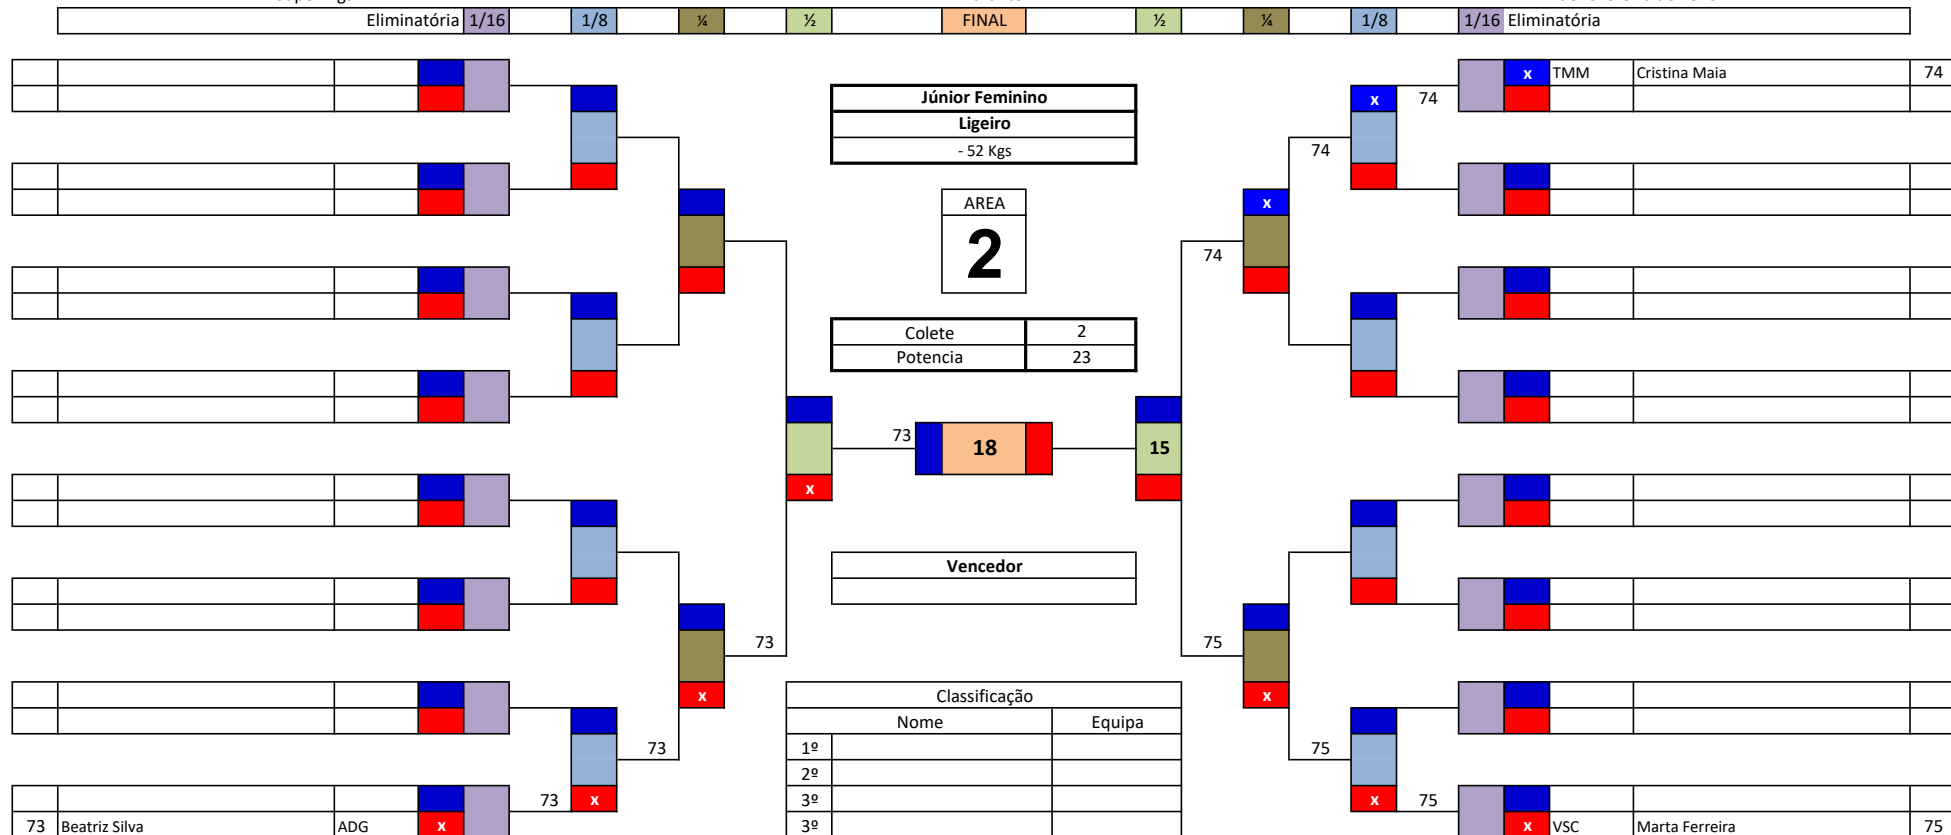 Eliminatória 1/16 1/8 ¼ ½ FINAL ½ ¼ 1/8 1/16 Eliminatória
x TMM Cristina Maia 74
Júnior Feminino
x 74
Ligeiro
- 52 Kgs
74
AREA
x
2
74
Colete 2
Potencia 23
73 18 15
x
Vencedor
73 75
Classificação
x x
Nome Equipa
1º
73 75
2º
3º
73 x x 75
3º
73 Beatriz Silva ADG x x VSC Marta Ferreira 75